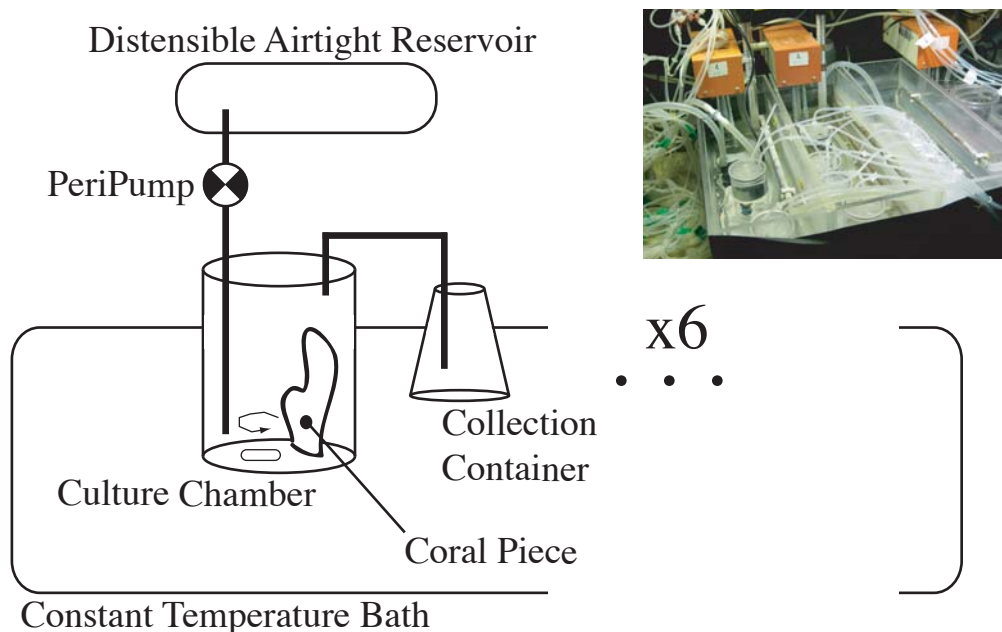 Distensible Airtight Reservoir
PeriPump
x6
Collection
Container
Culture Chamber
Coral Piece
Constant Temperature Bath